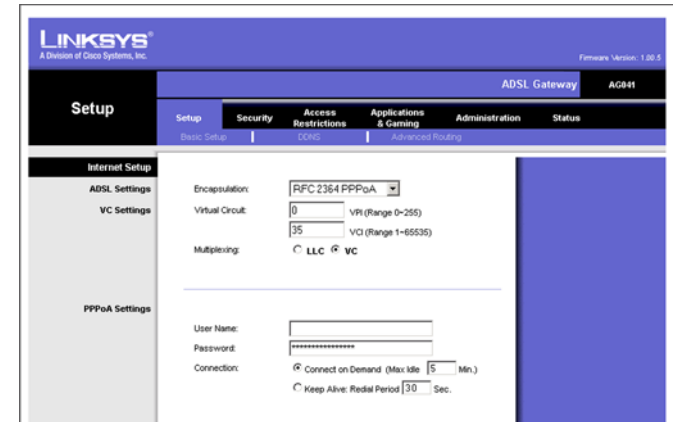 LINKSYS®
A Division of Cisco Systems, Inc.
Firmware Version: 1.00.5
ADSL Gateway AG041
Setup
Setup Security Access Restrictions Applications & Gaming Administration Status
Basic Setup DDNS Advanced Routing
Internet Setup
ADSL Settings Encapsulation: RFC 2364 PPPoA
VC Settings Virtual Circuit: 0 VPI (Range 0~255)
35 VCI (Range 1~65535)
Multiplexing: LLC VC
PPPoA Settings
User Name:
Password: ****************
Connection: Connect on Demand (Max Idle 5 Min.)
Keep Alive: Redial Period 30 Sec.